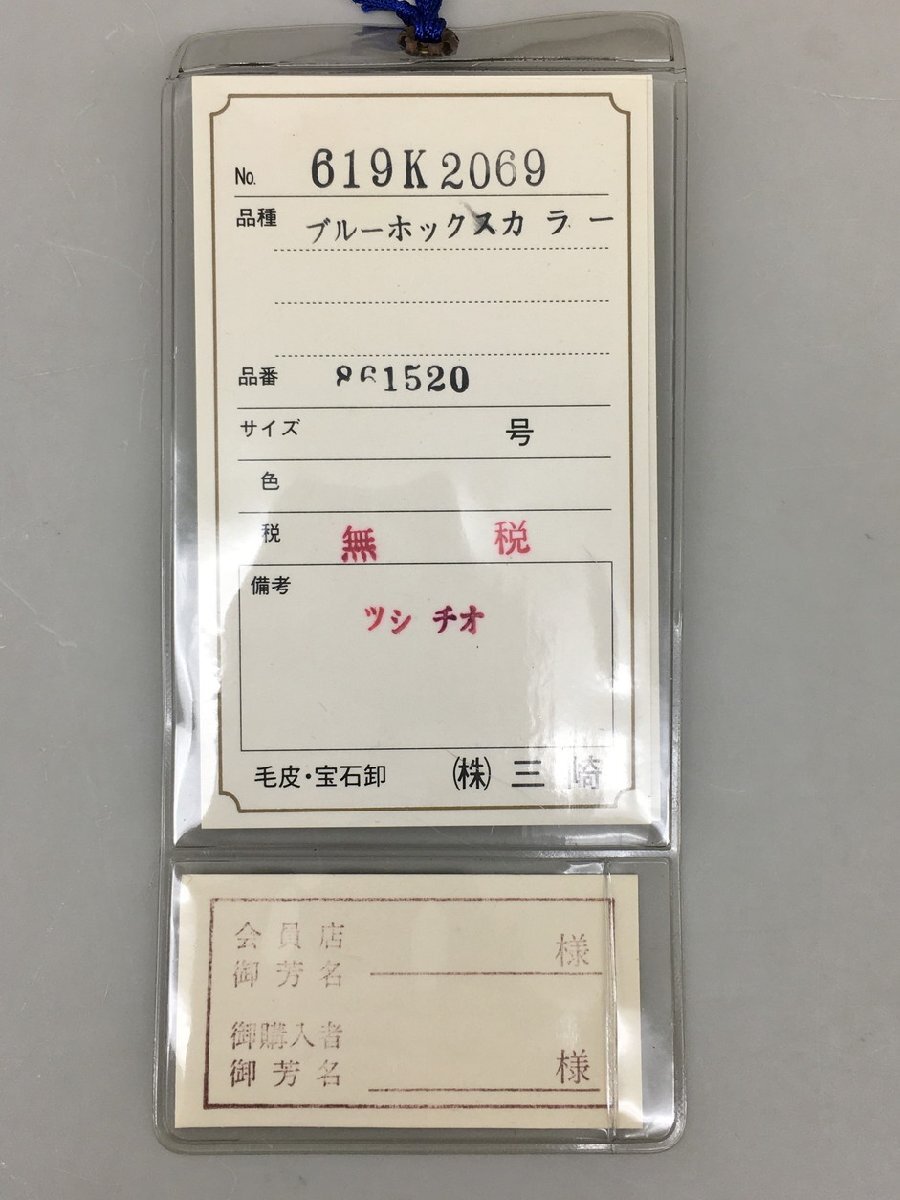 No. 619K2069
品種 ブルーホックスカラー
品番 861520
サイズ 号
色
税 無 税
備考
ツシ チオ
毛皮・宝石卸 (株) 三崎
会員店
御芳名 様
御購入者
御芳名 様